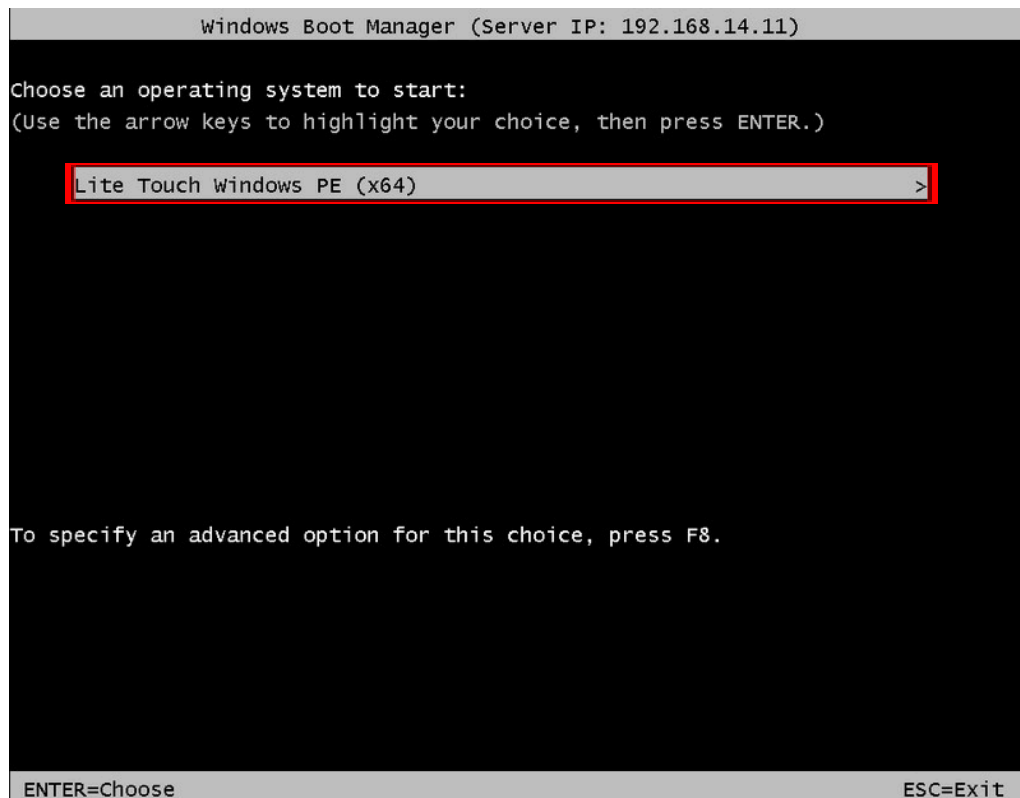 Windows Boot Manager (Server IP: 192.168.14.11)
Choose an operating system to start:
(Use the arrow keys to highlight your choice, then press ENTER.)
Lite Touch Windows PE (x64) >
To specify an advanced option for this choice, press F8.
ENTER=Choose ESC=Exit